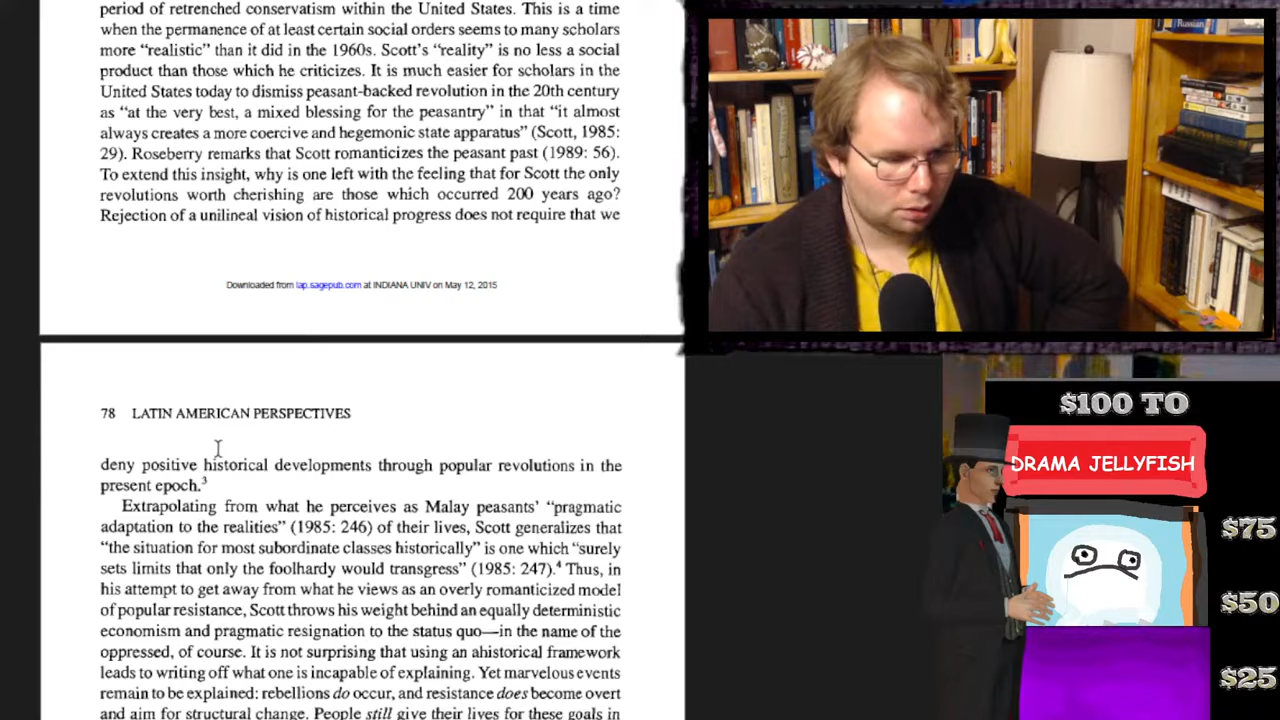 period of retrenched conservatism within the United States. This is a time
when the permanence of at least certain social orders seems to many scholars
more “realistic” than it did in the 1960s. Scott’s “reality” is no less a social
product than those which he criticizes. It is much easier for scholars in the
United States today to dismiss peasant-backed revolution in the 20th century
as “at the very best, a mixed blessing for the peasantry” in that “it almost
always creates a more coercive and hegemonic state apparatus” (Scott, 1985:
29). Roseberry remarks that Scott romanticizes the peasant past (1989: 56).
To extend this insight, why is one left with the feeling that for Scott the only
revolutions worth cherishing are those which occurred 200 years ago?
Rejection of a unilineal vision of historical progress does not require that we
Downloaded from lap.sagepub.com at INDIANA UNIV on May 12, 2015
78 LATIN AMERICAN PERSPECTIVES
deny positive historical developments through popular revolutions in the
present epoch.³
Extrapolating from what he perceives as Malay peasants’ “pragmatic
adaptation to the realities” (1985: 246) of their lives, Scott generalizes that
“the situation for most subordinate classes historically” is one which “surely
sets limits that only the foolhardy would transgress” (1985: 247).⁴ Thus, in
his attempt to get away from what he views as an overly romanticized model
of popular resistance, Scott throws his weight behind an equally deterministic
economism and pragmatic resignation to the status quo—in the name of the
oppressed, of course. It is not surprising that using an ahistorical framework
leads to writing off what one is incapable of explaining. Yet marvelous events
remain to be explained: rebellions do occur, and resistance does become overt
and aim for structural change. People still give their lives for these goals in
Russian
$100 TO
DRAMA JELLYFISH
$75
$50
$25